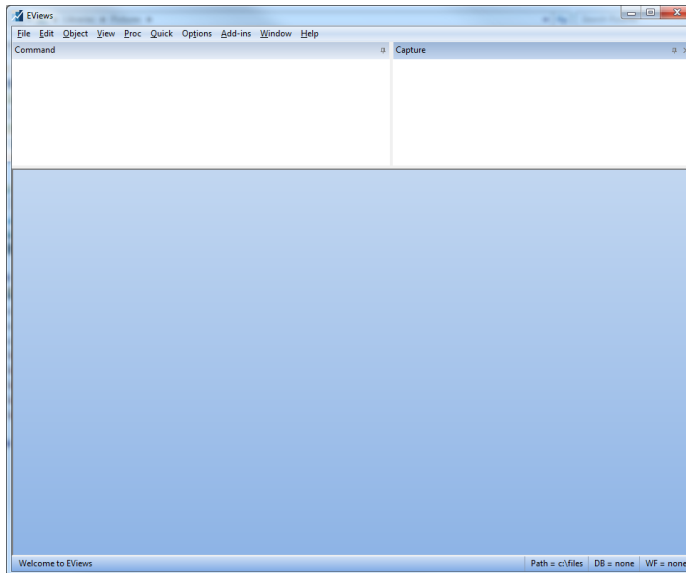 EViews
File Edit Object View Proc Quick Options Add-ins Window Help
Command
Capture
Welcome to EViews
Path = c:\files DB = none WF = none